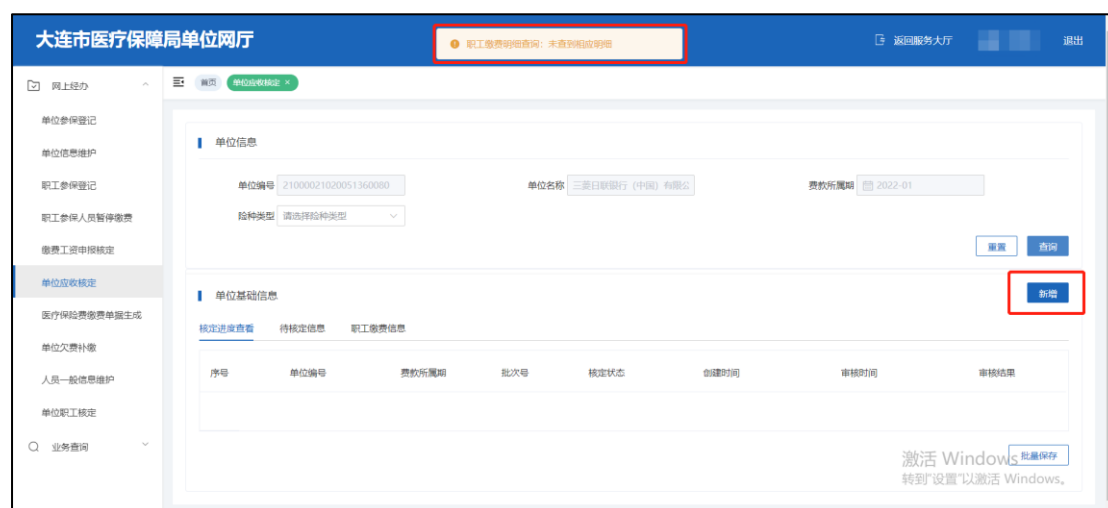 大连市医疗保障局单位网厅
职工缴费明细查询：未查到相应明细
返回服务大厅
退出
网上经办
首页
单位应收核定 ×
单位参保登记
单位信息维护
职工参保登记
职工参保人员暂停缴费
缴费工资申报核定
单位应收核定
医疗保险费缴费单据生成
单位欠费补缴
人员一般信息维护
单位职工核定
业务查询
单位信息
单位编号 21000021020051360080
单位名称 三菱日联银行（中国）有限公
费款所属期 2022-01
险种类型 请选择险种类型
重置 查询
单位基础信息
新增
核定进度查看 待核定信息 职工缴费信息
序号 单位编号 费款所属期 批次号 核定状态 创建时间 审核时间 审核结果
批量保存
激活 Windows
转到"设置"以激活 Windows。